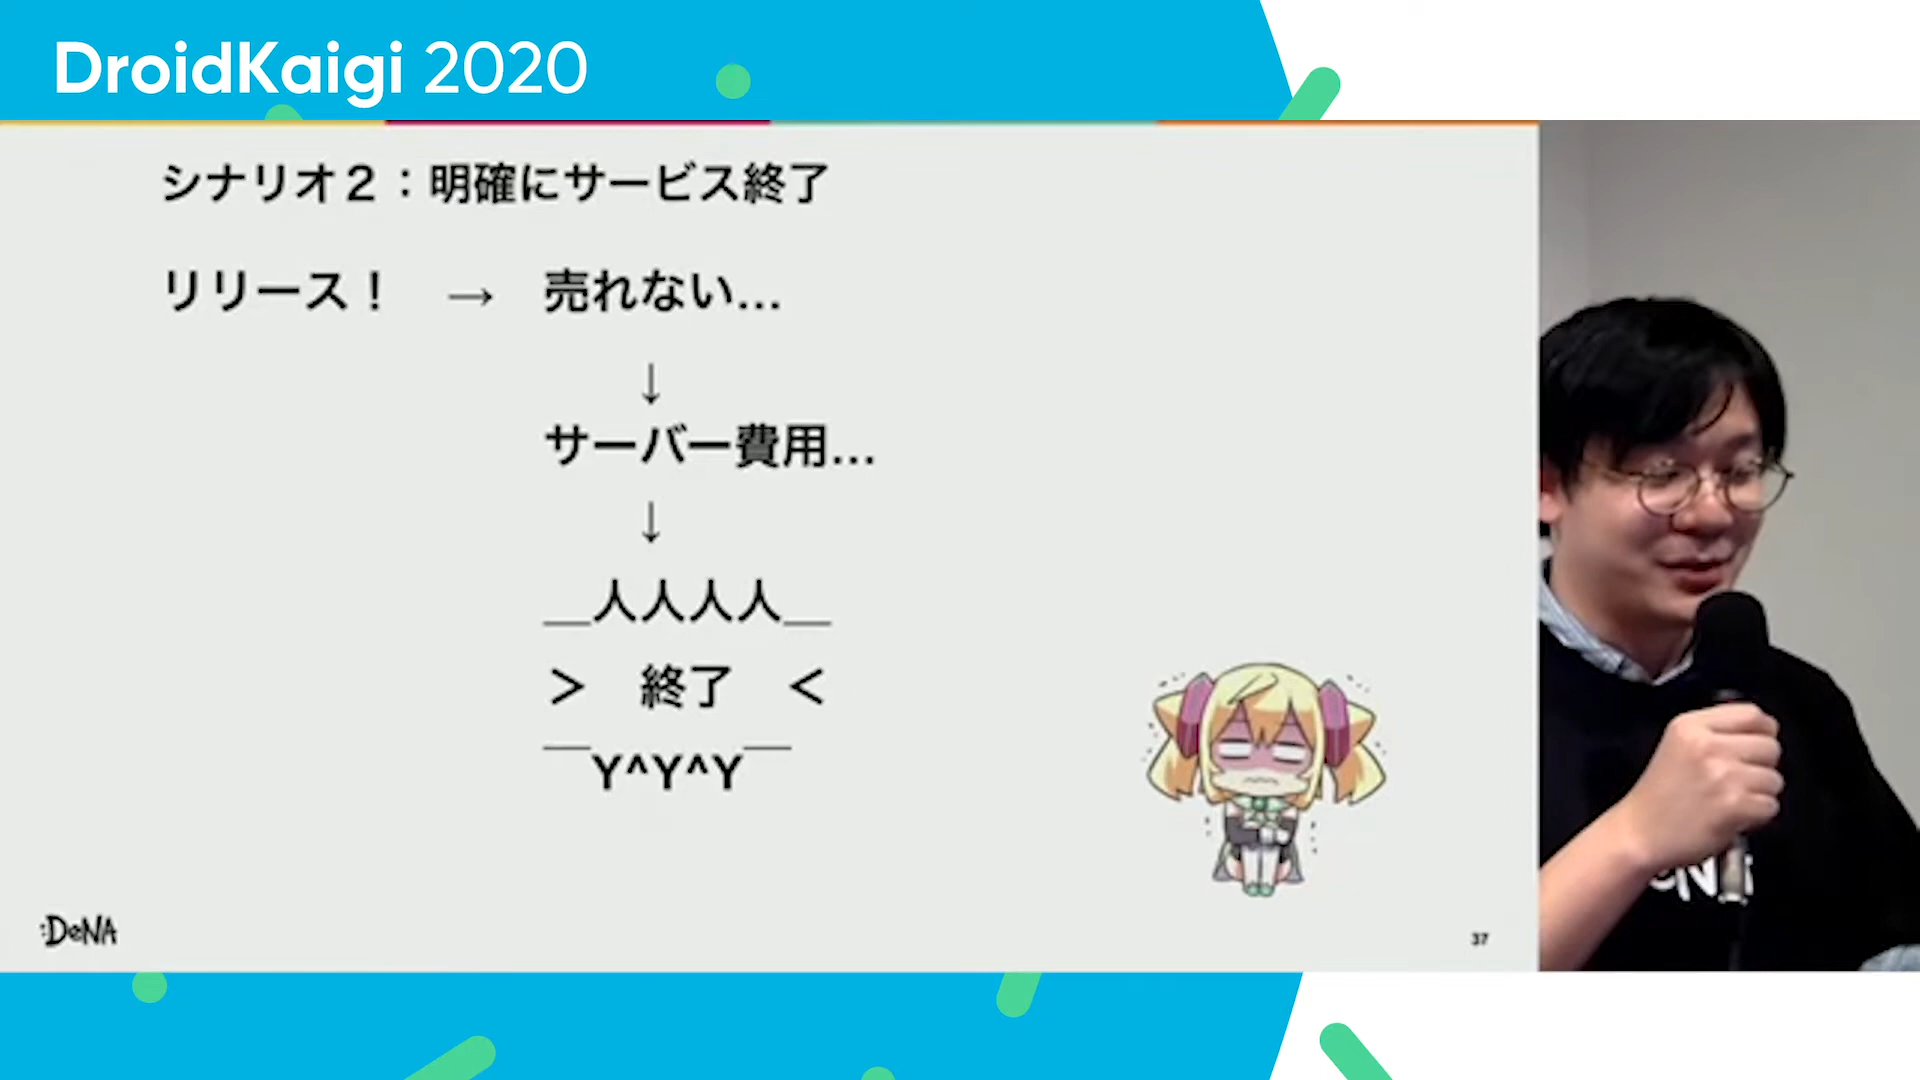 DroidKaigi 2020
シナリオ２：明確にサービス終了
リリース！　→　売れない...
↓
サーバー費用...
↓
＿人人人人＿
＞　終了　＜
￣Y^Y^Y￣
:DeNA
37